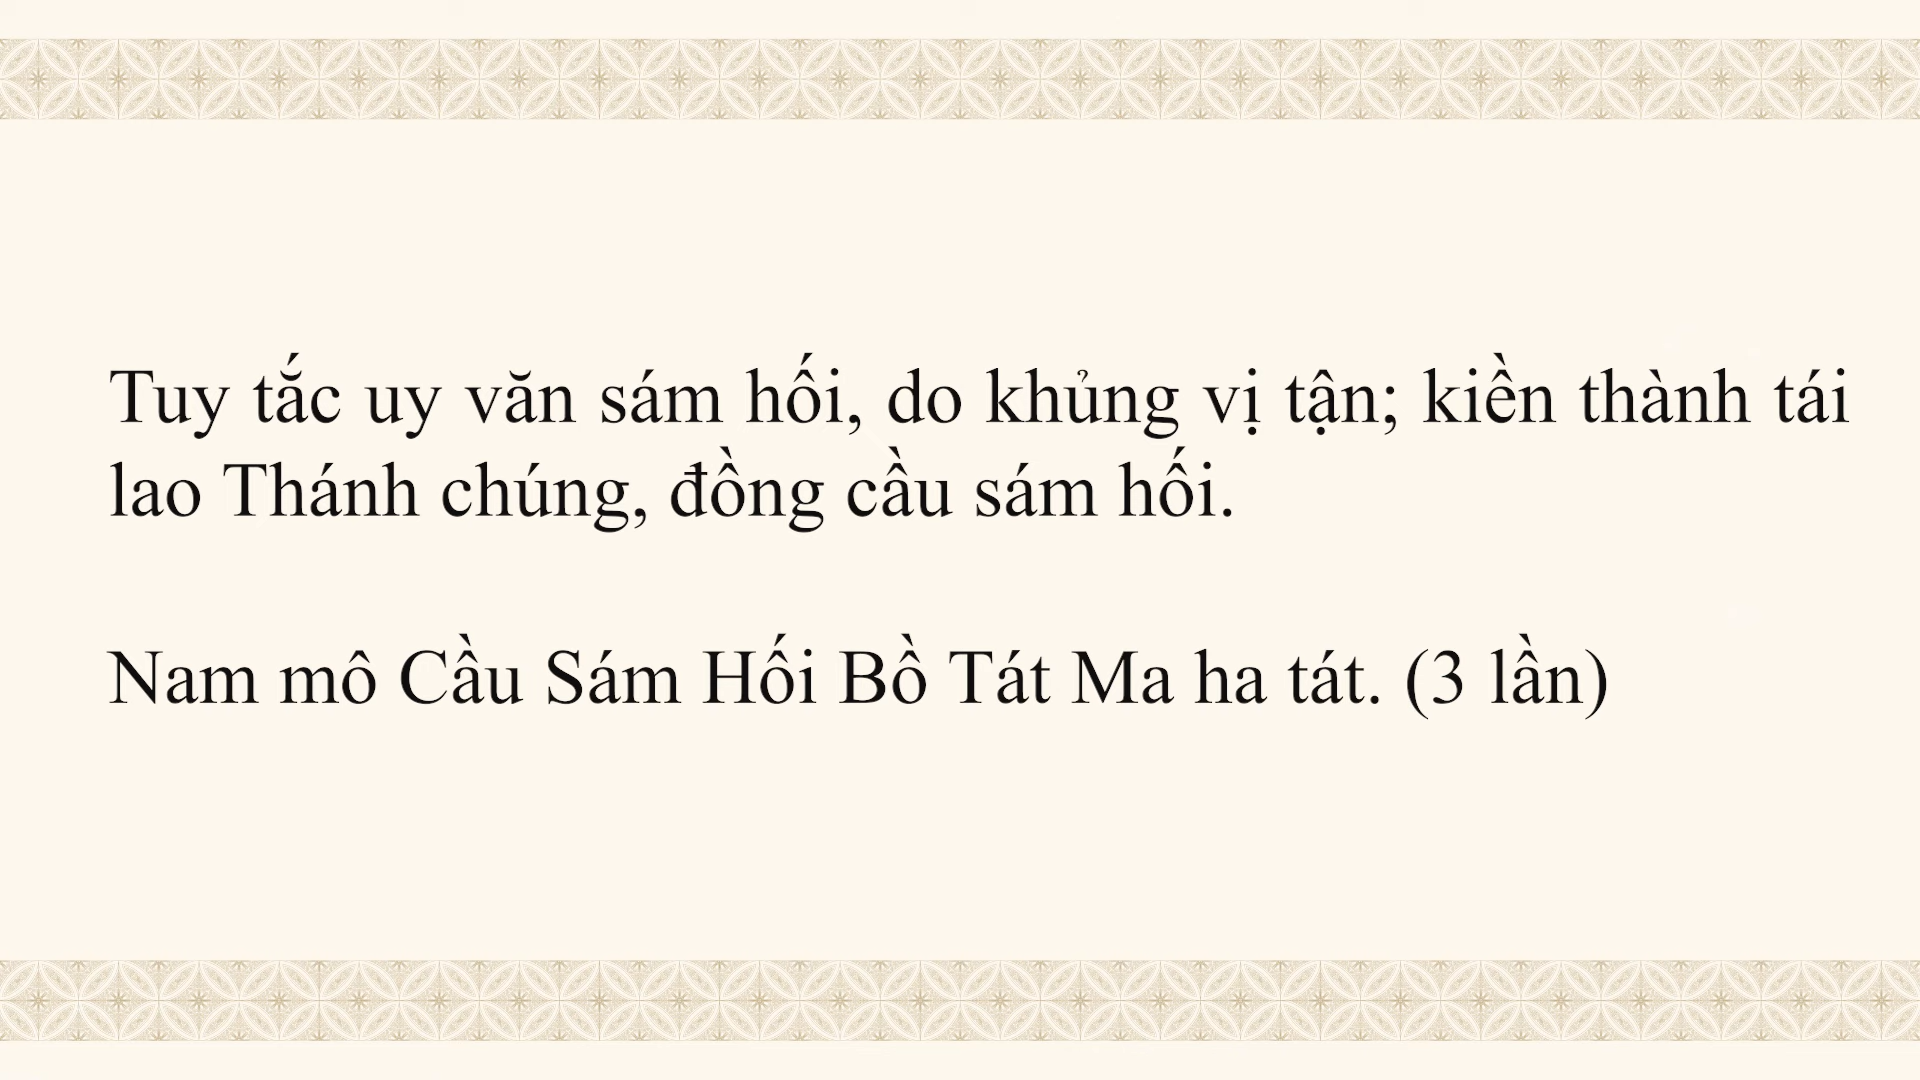 Tuy tắc uy văn sám hối, do khủng vị tận; kiền thành tái
lao Thánh chúng, đồng cầu sám hối.
Nam mô Cầu Sám Hối Bồ Tát Ma ha tát. (3 lần)